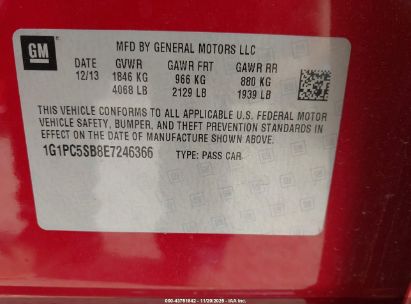 GM
MFD BY GENERAL MOTORS LLC
DATE GVWR GAWR FRT GAWR RR
12/13 1846 KG 966 KG 880 KG
4068 LB 2129 LB 1939 LB
THIS VEHICLE CONFORMS TO ALL APPLICABLE U.S. FEDERAL MOTOR
VEHICLE SAFETY, BUMPER, AND THEFT PREVENTION STANDARDS IN
EFFECT ON THE DATE OF MANUFACTURE SHOWN ABOVE.
1G1PC5SB8E7246366 TYPE: PASS CAR